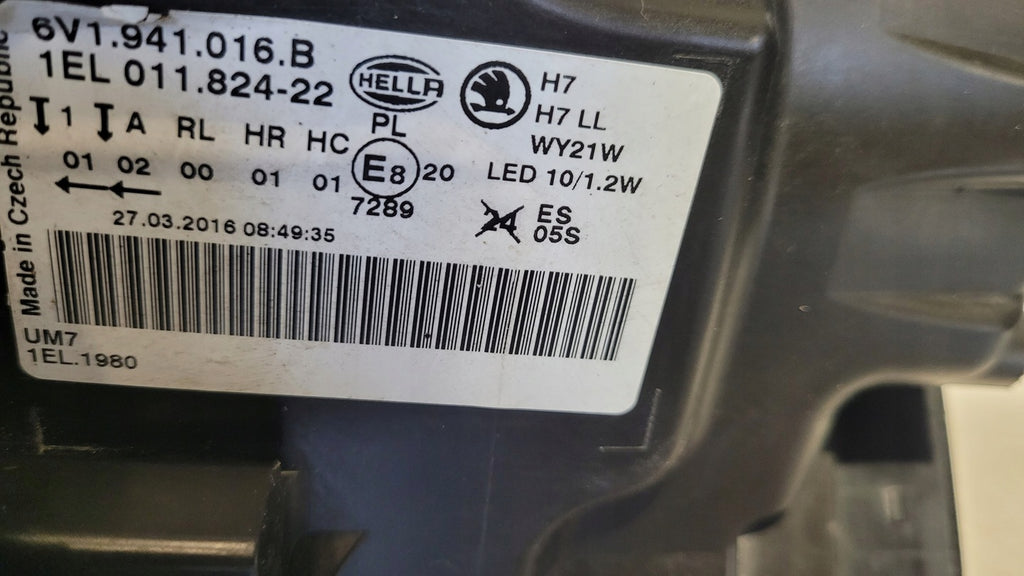 6V1.941.016.B
1EL 011.824-22
HELLA
H7
H7 LL
WY21W
LED 10/1.2W
1 A RL HR HC PL
01 02 00 01 01 E8 20
7289
24 ES
05S
27.03.2016 08:49:35
Made in Czech Republic
UM7
1EL.1980